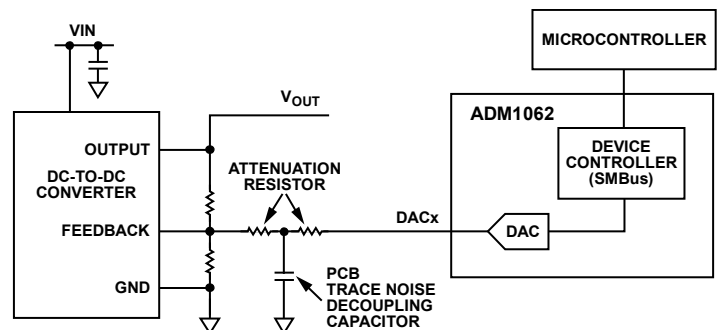 VIN
MICROCONTROLLER
VOUT
ADM1062
OUTPUT
DC-TO-DC
CONVERTER
ATTENUATION
RESISTOR
DEVICE
CONTROLLER
(SMBus)
FEEDBACK
DACx
DAC
GND
PCB
TRACE NOISE
DECOUPLING
CAPACITOR